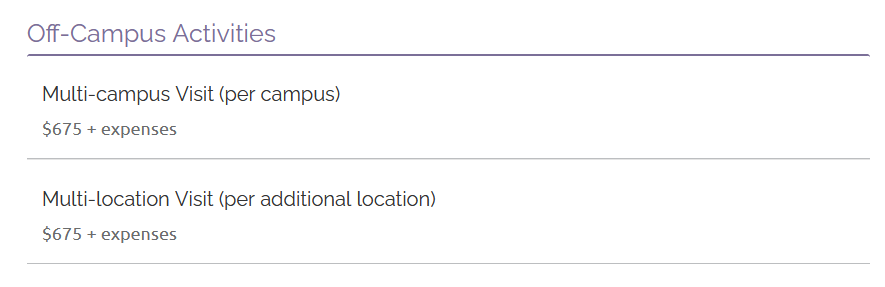 Off-Campus Activities
Multi-campus Visit (per campus)
$675 + expenses
Multi-location Visit (per additional location)
$675 + expenses